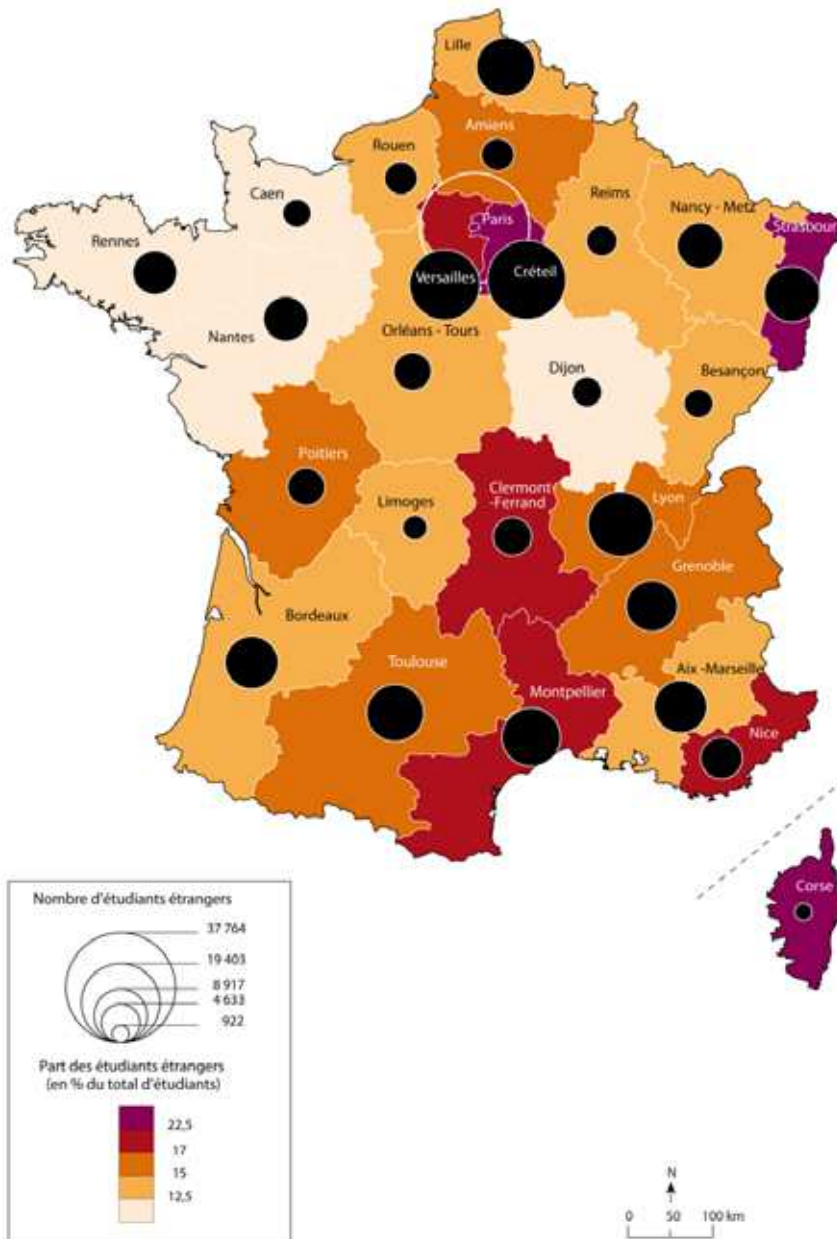 Lille
Amiens
Rouen
Caen
Reims
Nancy - Metz
Paris
Strasbour
Rennes
Versailles
Créteil
Nantes
Orléans - Tours
Dijon
Besançon
Poitiers
Limoges
Clermont
-Ferrand
Lyon
Grenoble
Bordeaux
Toulouse
Aix -Marseille
Montpellier
Nice
Corse
Nombre d'étudiants étrangers
37 764
19 403
8 917
4 633
922
Part des étudiants étrangers
(en % du total d'étudiants)
22,5
17
15
12,5
N
0 50 100 km